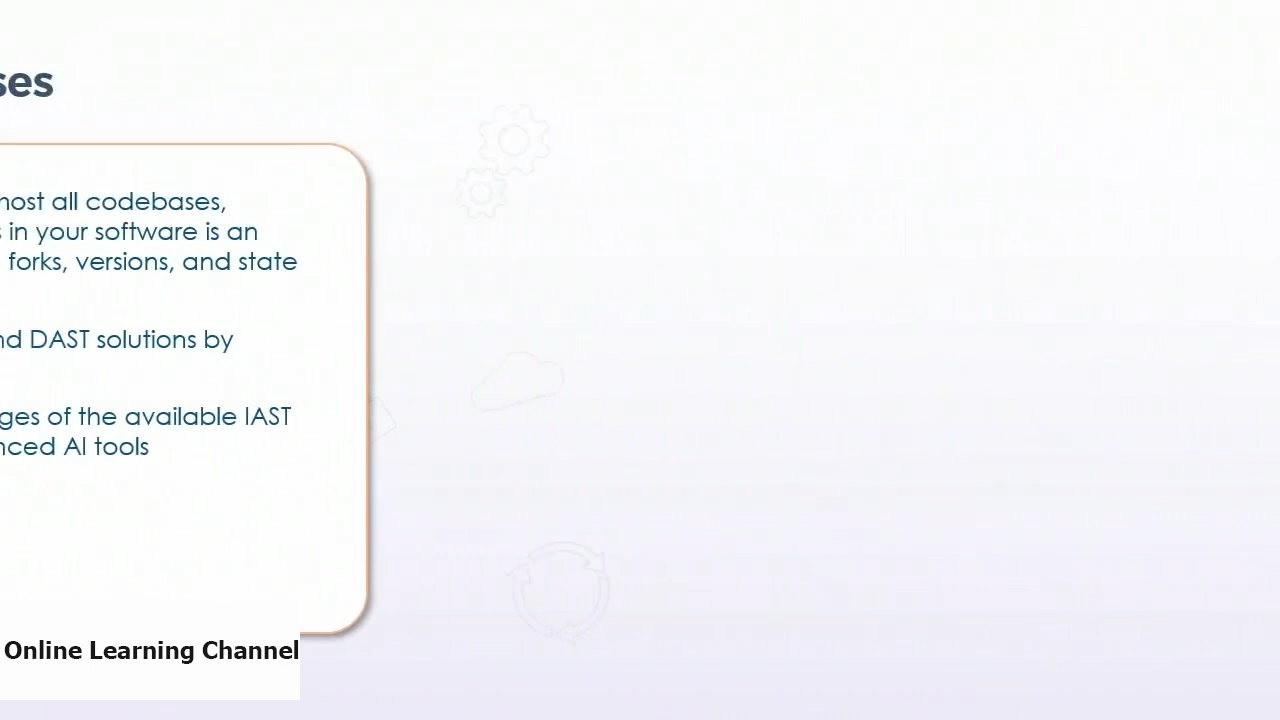 ses
most all codebases,
s in your software is an
forks, versions, and state
nd DAST solutions by
ges of the available IAST
nced AI tools
Online Learning Channel